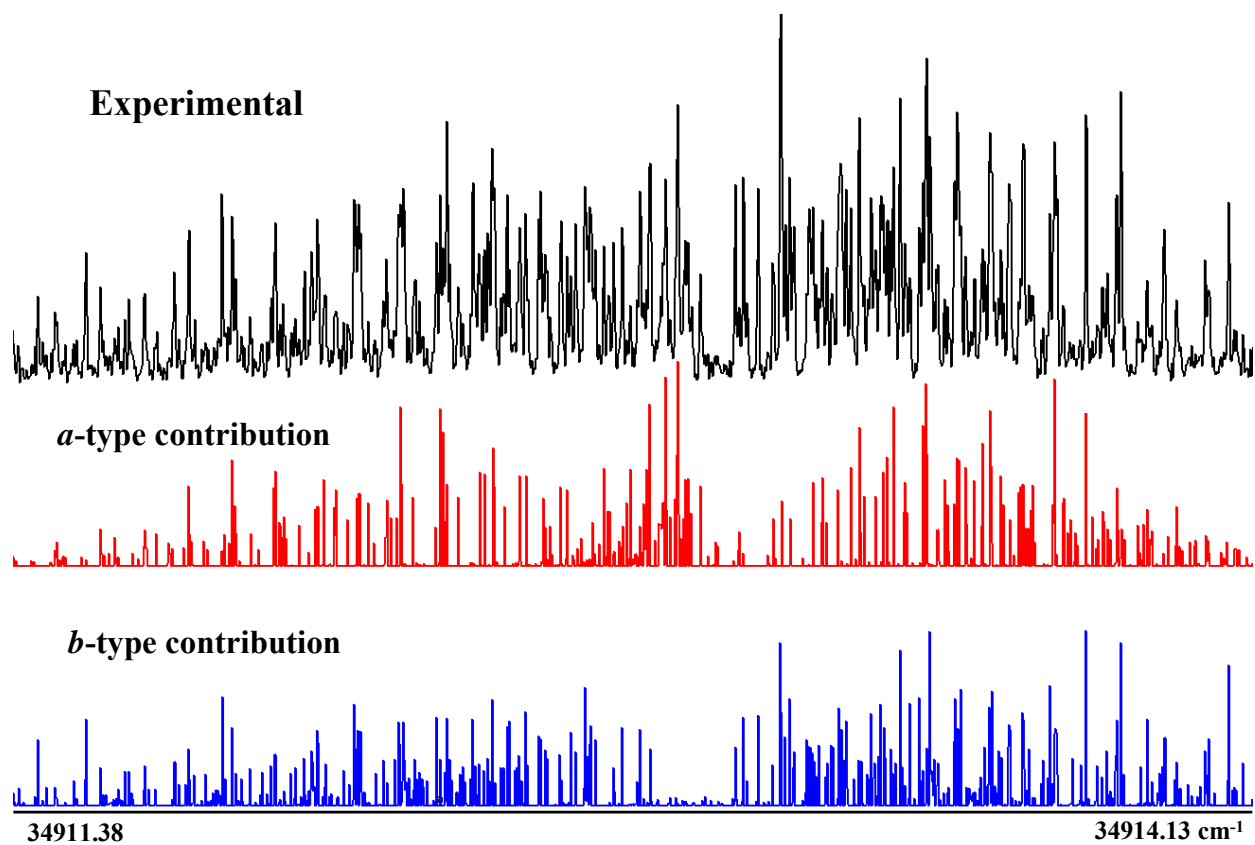 Experimental
a-type contribution
b-type contribution
34911.38
34914.13 cm-1